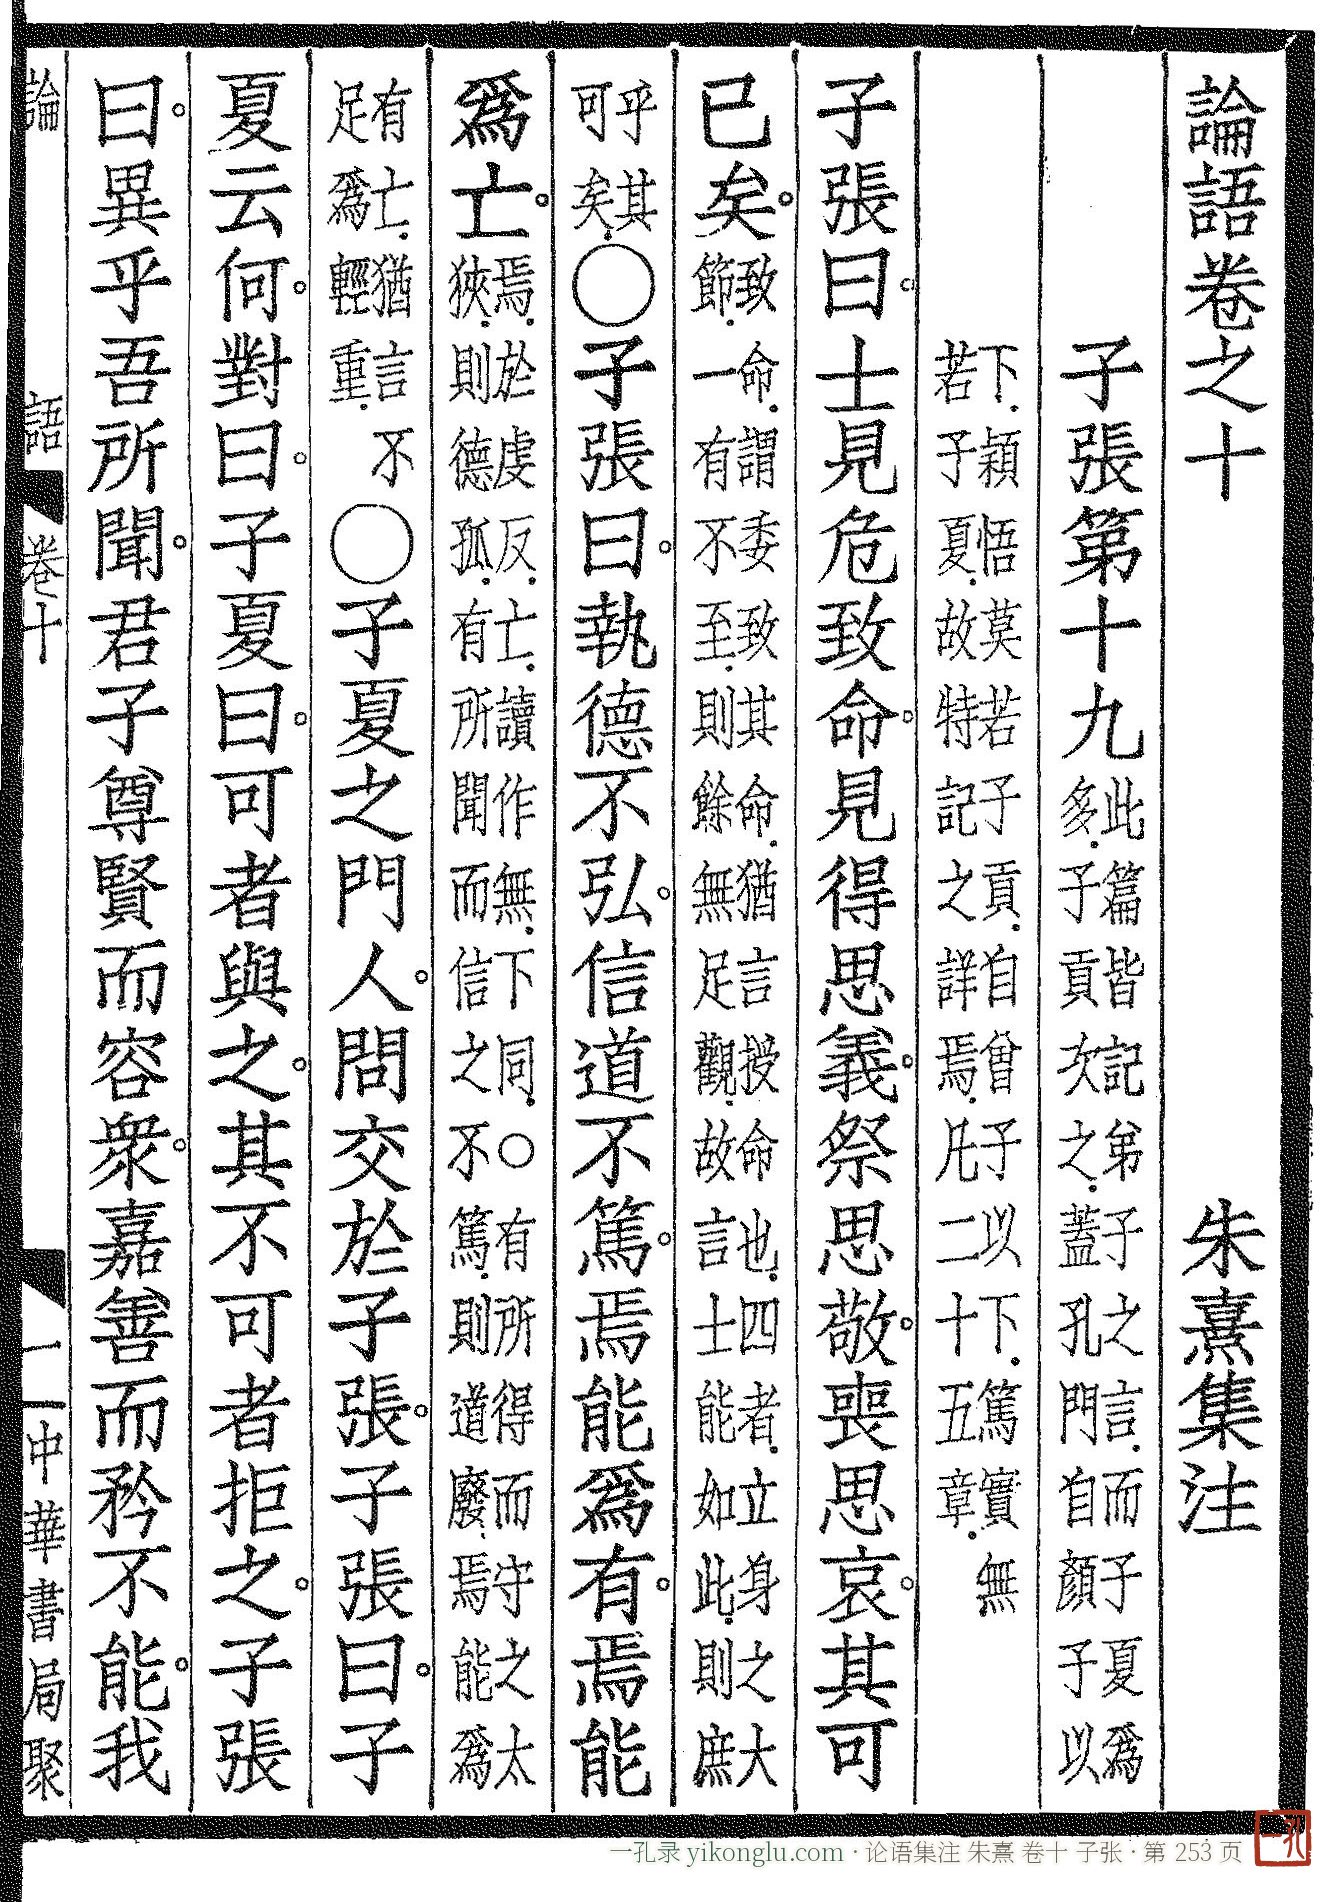 論語卷之十 朱熹集注
子張第十九 此篇皆記弟子之言.而子夏爲多.子貢次之.蓋孔門自顏子以
下.穎悟莫若子貢.自曾子以下.篤實無若子夏.故特記之詳焉.凡二十五章.
子張曰。士見危致命。見得思義。祭思敬。喪思哀。其可
已矣。致命.謂委致其命.猶言授命也.四者.立身之大節.一有不至.則餘無足觀.故言士能如此.則庶
乎其可矣.○子張曰。執德不弘。信道不篤。焉能爲有。焉能
爲亡。焉.於虔反.亡.讀作無.下同.○有所得而守之太狹.則德孤.有所聞而信之不篤.則道廢.焉能爲
有亡.猶言不足爲輕重.○子夏之門人。問交於子張。子張曰。子
夏云何。對曰。子夏曰。可者與之。其不可者拒之。子張
曰。異乎吾所聞。君子尊賢而容衆。嘉善而矜不能。我
論語 卷十 一 中華書局聚
一孔录 yikonglu.com · 论语集注 朱熹 卷十 子张 · 第 253 页
一孔